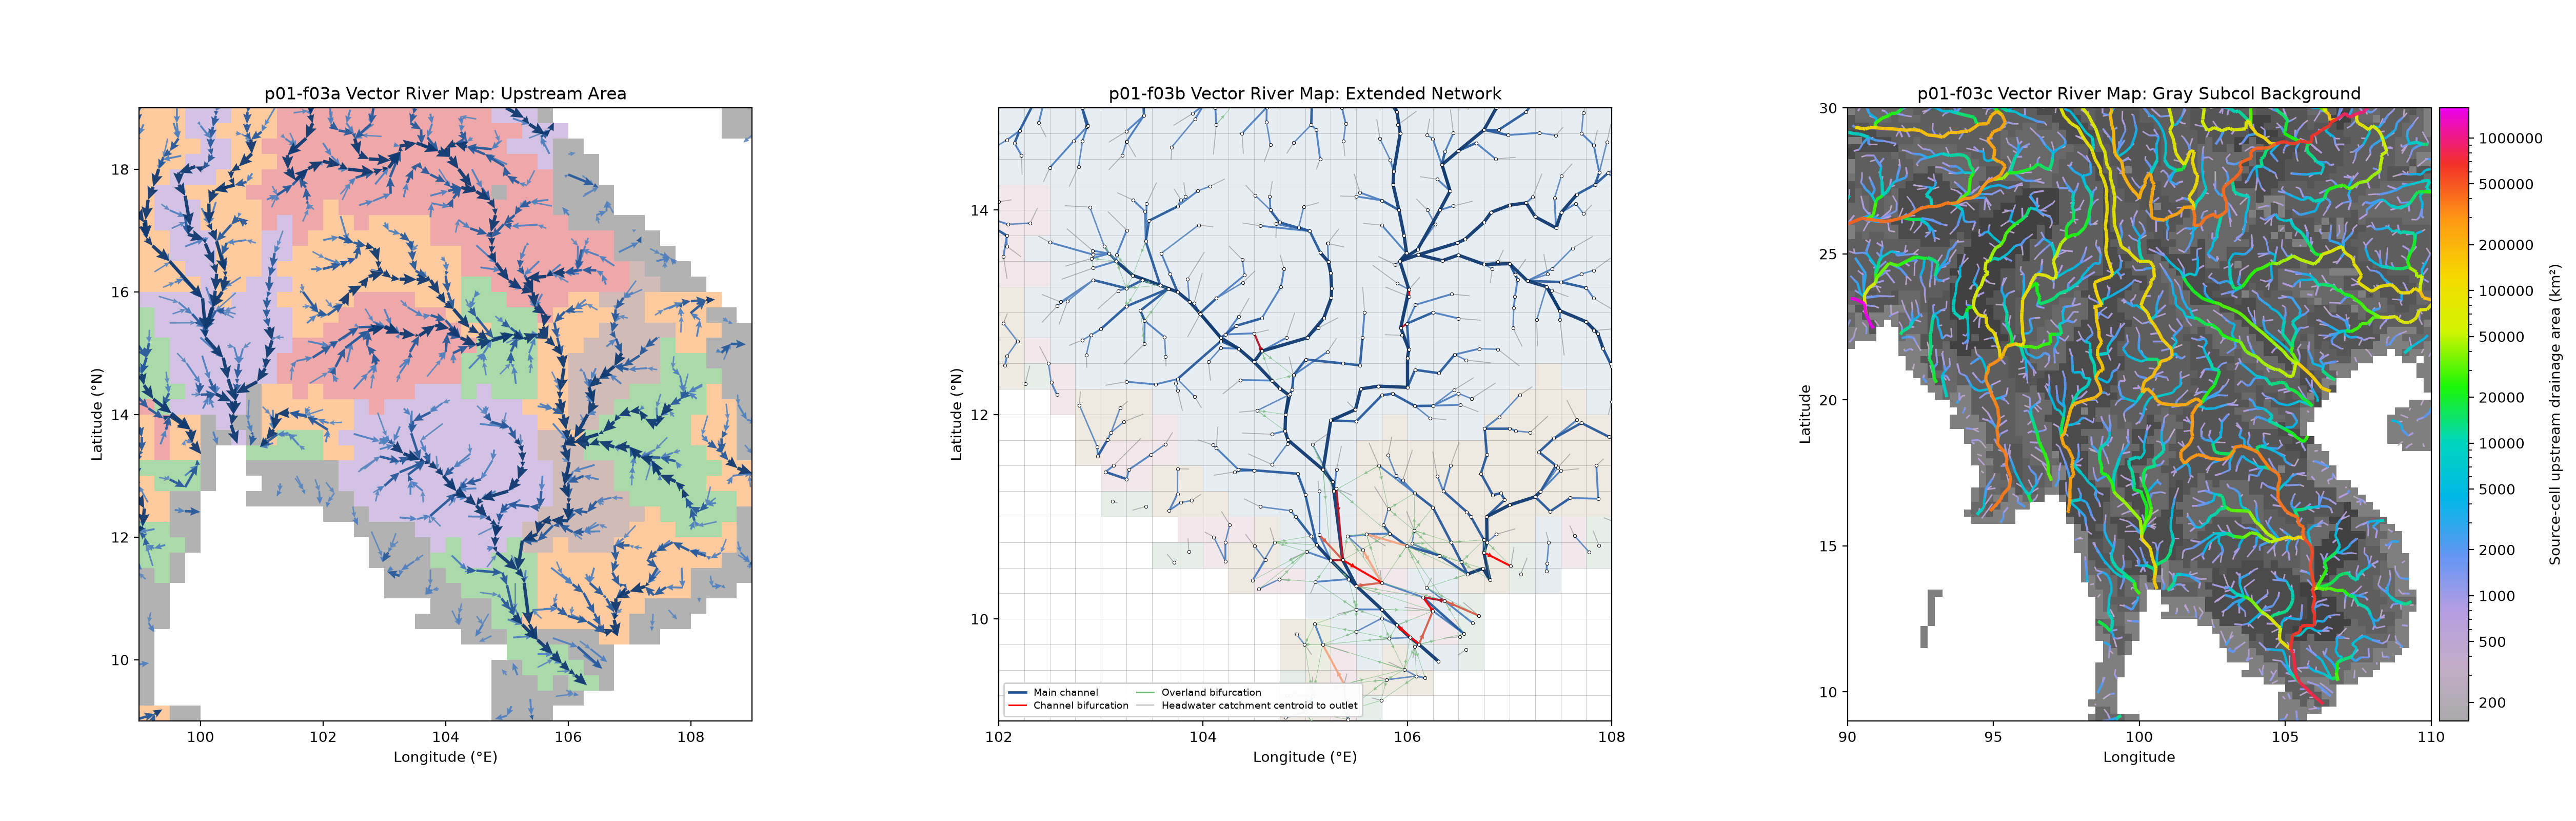 p01-f03a Vector River Map: Upstream Area
18
16
14
12
10
Latitude (°N)
100
102
104
106
108
Longitude (°E)
p01-f03b Vector River Map: Extended Network
14
12
10
Latitude (°N)
Main channel
Channel bifurcation
Overland bifurcation
Headwater catchment centroid to outlet
102
104
106
108
Longitude (°E)
p01-f03c Vector River Map: Gray Subcol Background
30
25
20
15
10
Latitude
90
95
100
105
110
Longitude
1000000
500000
200000
100000
50000
20000
10000
5000
2000
1000
500
200
Source-cell upstream drainage area (km²)